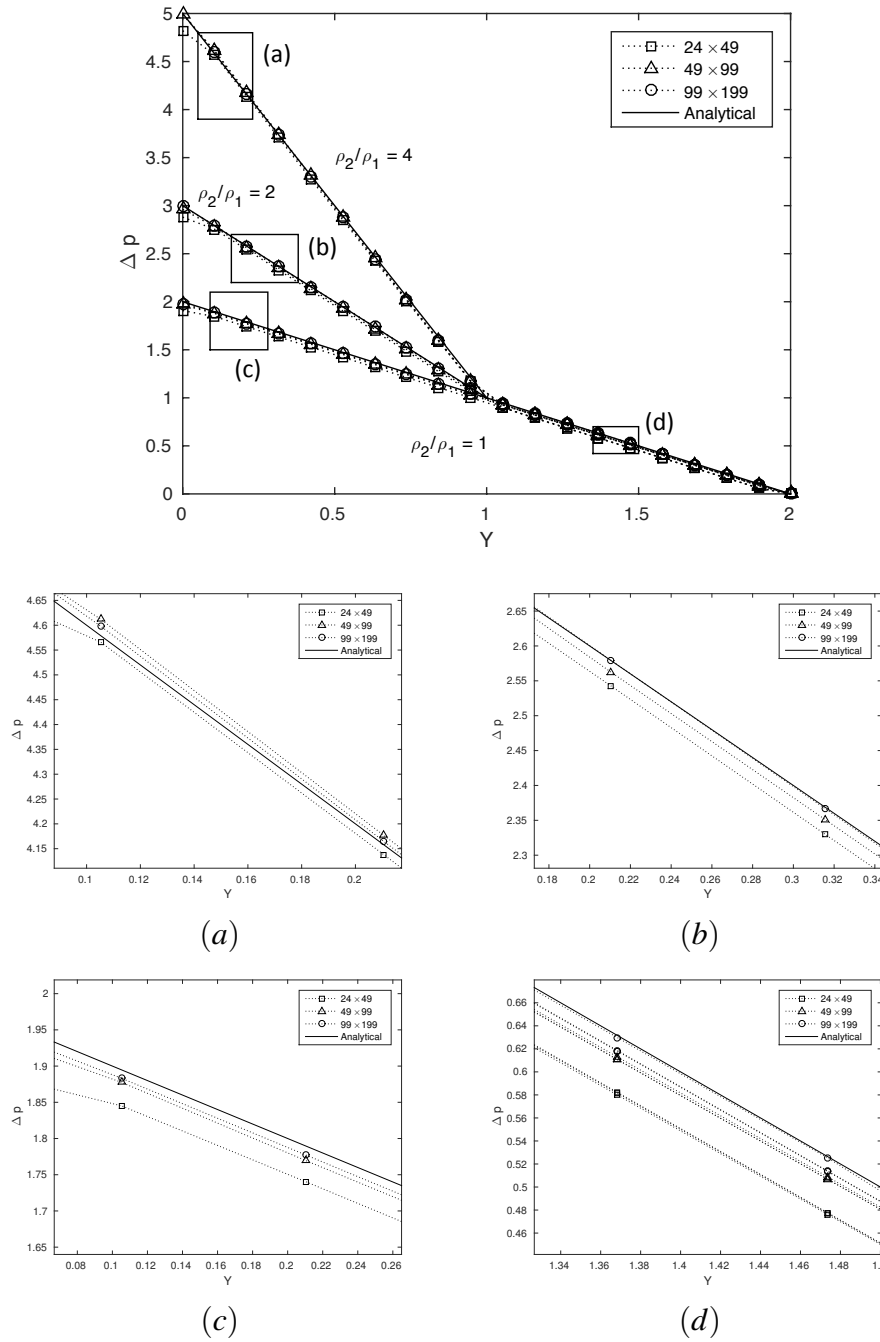 5
4.5
4
3.5
3
2.5
2
1.5
1
0.5
0
Δ p
0 0.5 1 1.5 2
Y
(a)
(b)
(c)
(d)
ρ2/ρ1 = 4
ρ2/ρ1 = 2
ρ2/ρ1 = 1
24 × 49
49 × 99
99 × 199
Analytical
4.65
4.6
4.55
4.5
4.45
4.4
4.35
4.3
4.25
4.2
4.15
Δ p
0.1 0.12 0.14 0.16 0.18 0.2
Y
24 × 49
49 × 99
99 × 199
Analytical
(a)
2.65
2.6
2.55
2.5
2.45
2.4
2.35
2.3
Δ p
0.18 0.2 0.22 0.24 0.26 0.28 0.3 0.32 0.34
Y
24 × 49
49 × 99
99 × 199
Analytical
(b)
2
1.95
1.9
1.85
1.8
1.75
1.7
1.65
Δ p
0.08 0.1 0.12 0.14 0.16 0.18 0.2 0.22 0.24 0.26
Y
24 × 49
49 × 99
99 × 199
Analytical
(c)
0.66
0.64
0.62
0.6
0.58
0.56
0.54
0.52
0.5
0.48
0.46
Δ p
1.34 1.36 1.38 1.4 1.42 1.44 1.46 1.48
Y
24 × 49
49 × 99
99 × 199
Analytical
(d)